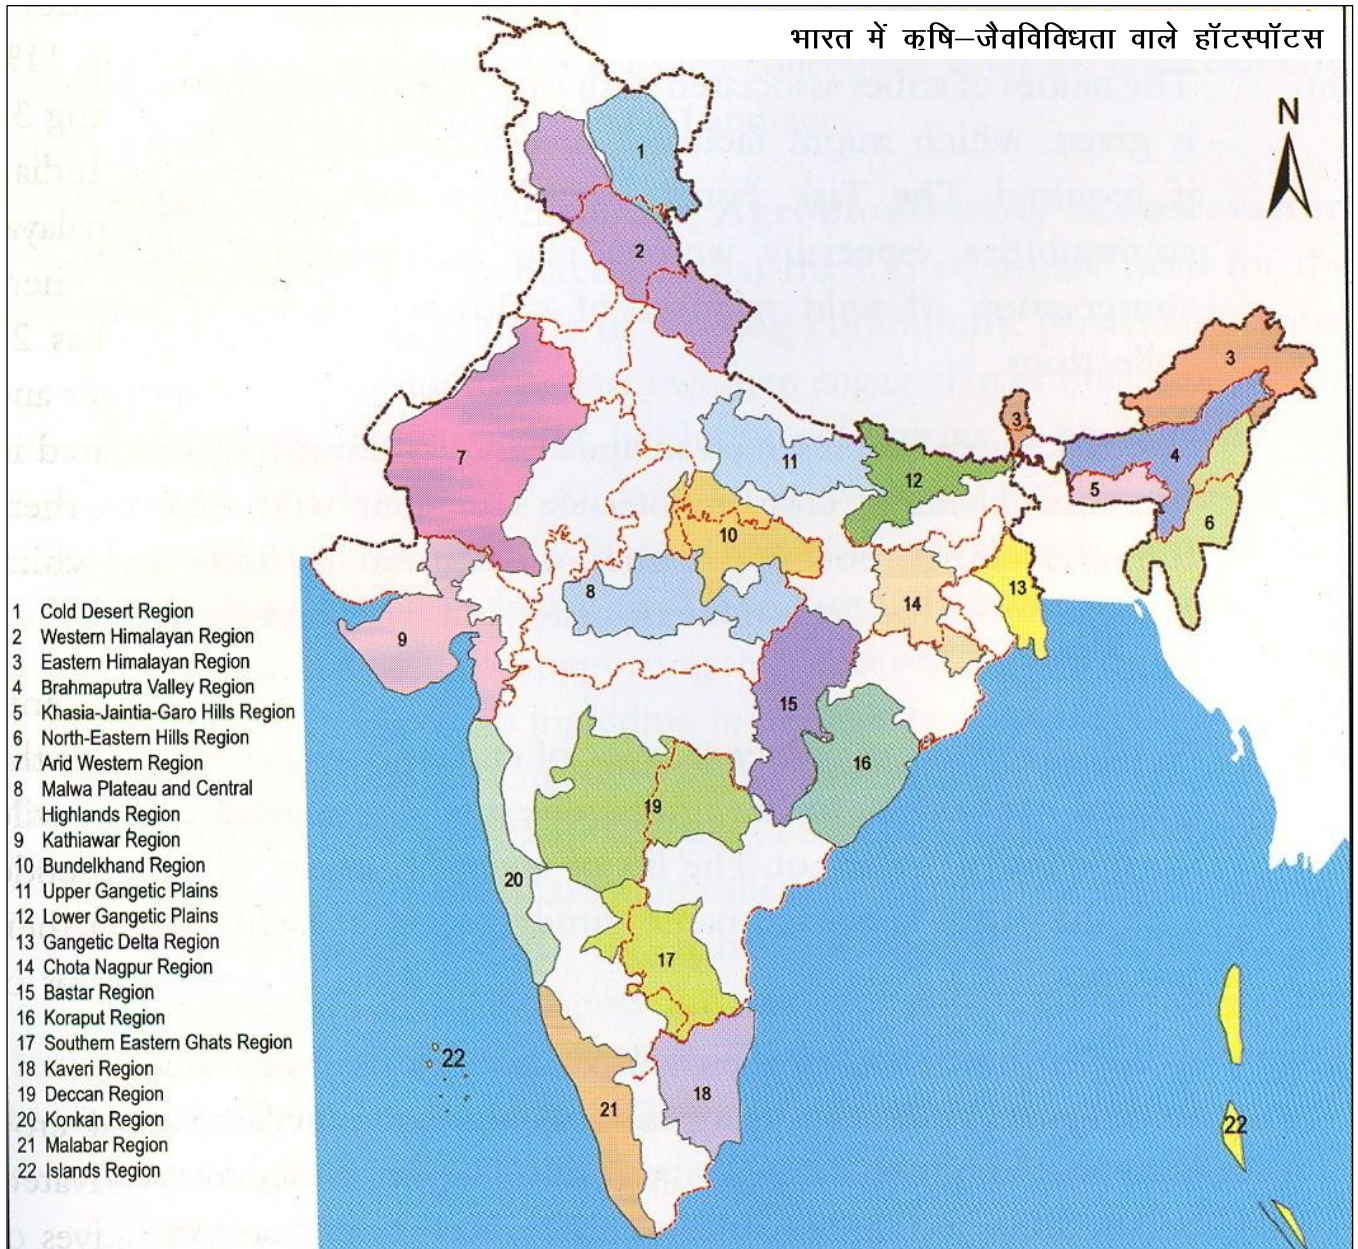 भारत में कृषि–जैवविविधता वाले हॉटस्पॉटस
N
1
2
3
3
4
5
6
7
8
9
10
11
12
13
14
15
16
17
18
19
20
21
22
22
1 Cold Desert Region
2 Western Himalayan Region
3 Eastern Himalayan Region
4 Brahmaputra Valley Region
5 Khasia-Jaintia-Garo Hills Region
6 North-Eastern Hills Region
7 Arid Western Region
8 Malwa Plateau and Central
Highlands Region
9 Kathiawar Region
10 Bundelkhand Region
11 Upper Gangetic Plains
12 Lower Gangetic Plains
13 Gangetic Delta Region
14 Chota Nagpur Region
15 Bastar Region
16 Koraput Region
17 Southern Eastern Ghats Region
18 Kaveri Region
19 Deccan Region
20 Konkan Region
21 Malabar Region
22 Islands Region